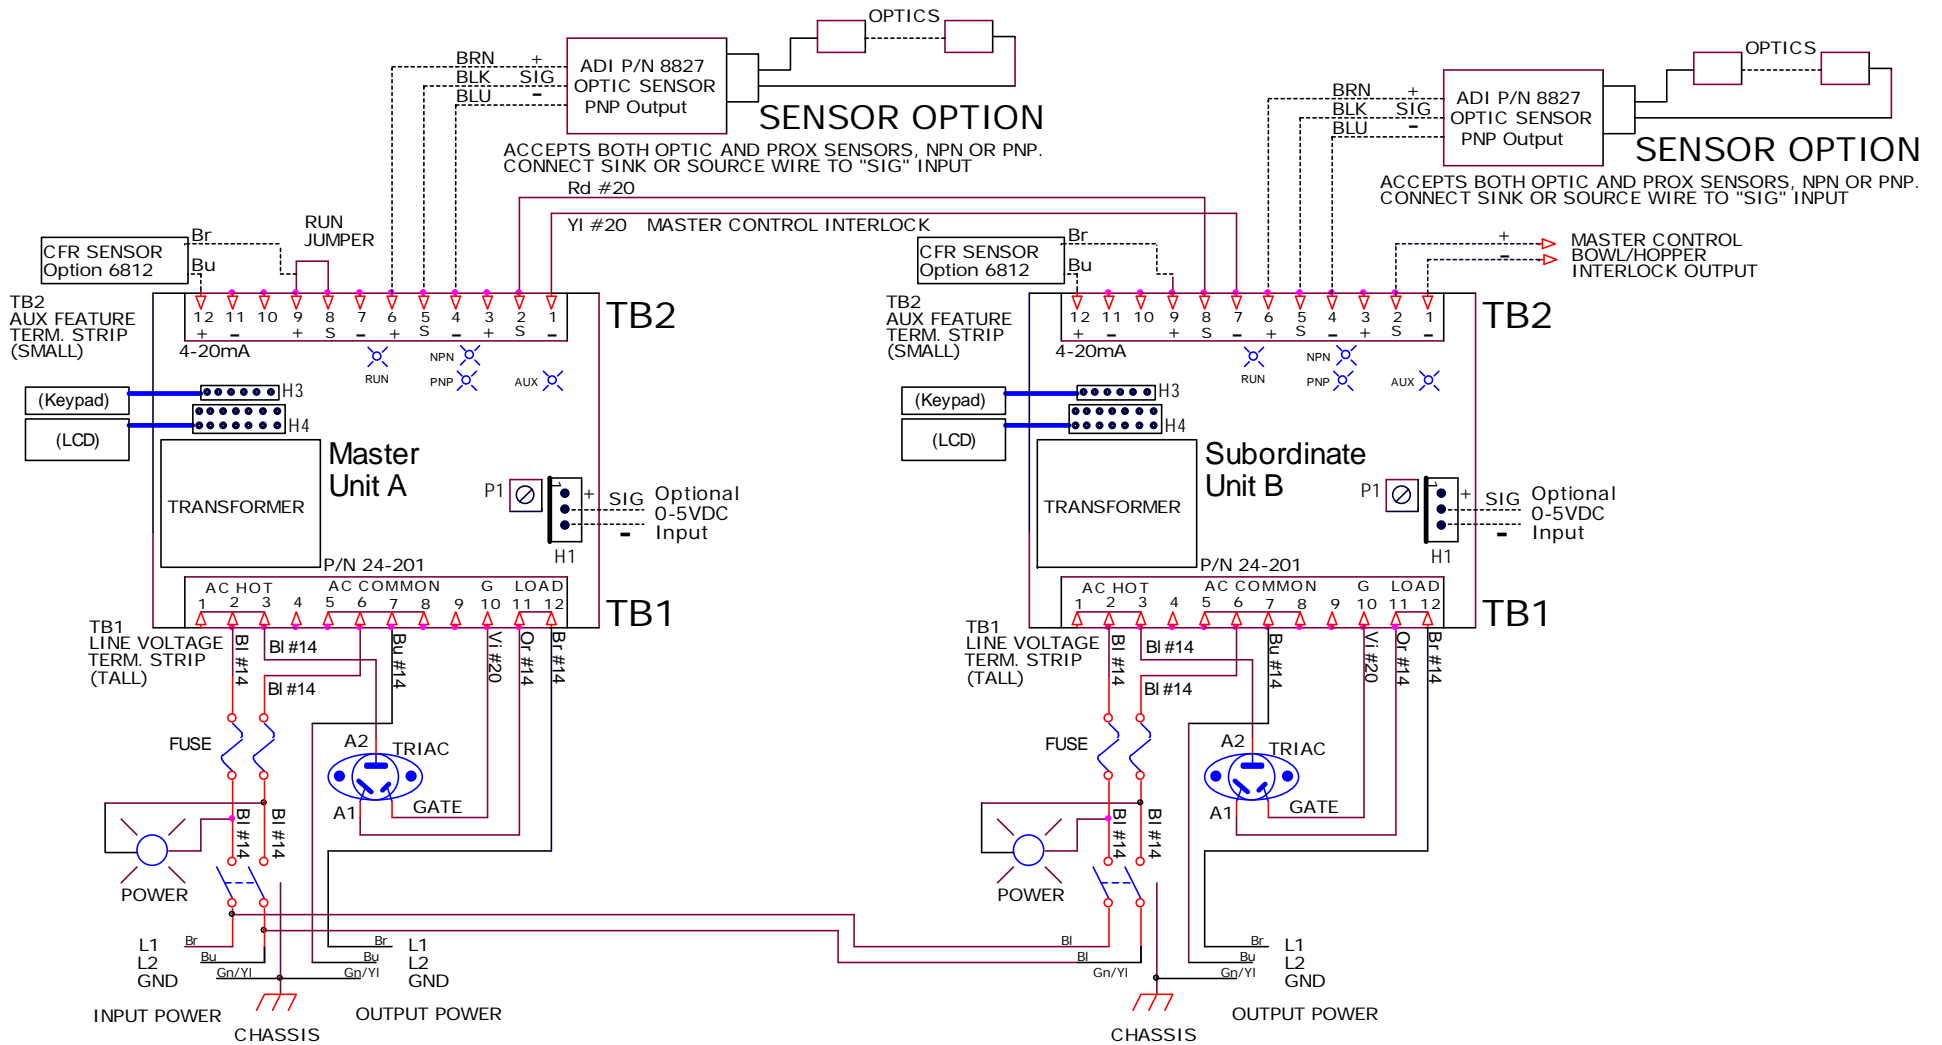 OPTICS
BRN +
BLK SIG
BLU -
ADI P/N 8827
OPTIC SENSOR
PNP Output
SENSOR OPTION
ACCEPTS BOTH OPTIC AND PROX SENSORS, NPN OR PNP.
CONNECT SINK OR SOURCE WIRE TO "SIG" INPUT
OPTICS
BRN +
BLK SIG
BLU -
ADI P/N 8827
OPTIC SENSOR
PNP Output
SENSOR OPTION
ACCEPTS BOTH OPTIC AND PROX SENSORS, NPN OR PNP.
CONNECT SINK OR SOURCE WIRE TO "SIG" INPUT
Rd #20
Yl #20 MASTER CONTROL INTERLOCK
RUN
JUMPER
CFR SENSOR
Option 6812
Br
Bu
TB2
AUX FEATURE
TERM. STRIP
(SMALL)
12 11 10 9 8 7 6 5 4 3 2 1
+ - + S - + S - + S -
4-20mA
TB2
RUN
NPN
PNP
AUX
(Keypad)
(LCD)
H3
H4
Master
Unit A
TRANSFORMER
P1
1
+
SIG
-
Optional
0-5VDC
Input
H1
P/N 24-201
AC HOT AC COMMON G LOAD
1 2 3 4 5 6 7 8 9 10 11 12
TB1
TB1
LINE VOLTAGE
TERM. STRIP
(TALL)
Bl #14
Bl #14
Bl #14
Bu #14
Vi #20
Or #14
Br #14
FUSE
A2
TRIAC
A1
GATE
Bl #14
Bl #14
POWER
L1 Br
L2 Bu
GND Gn/Yl
INPUT POWER
CHASSIS
Br L1
Bu L2
Gn/Yl GND
OUTPUT POWER
CFR SENSOR
Option 6812
Br
Bu
+
-
MASTER CONTROL
BOWL/HOPPER
INTERLOCK OUTPUT
TB2
AUX FEATURE
TERM. STRIP
(SMALL)
12 11 10 9 8 7 6 5 4 3 2 1
+ - + S - + S - + S -
4-20mA
TB2
RUN
NPN
PNP
AUX
(Keypad)
(LCD)
H3
H4
Subordinate
Unit B
TRANSFORMER
P1
1
+
SIG
-
Optional
0-5VDC
Input
H1
P/N 24-201
AC HOT AC COMMON G LOAD
1 2 3 4 5 6 7 8 9 10 11 12
TB1
TB1
LINE VOLTAGE
TERM. STRIP
(TALL)
Bl #14
Bl #14
Bl #14
Bu #14
Vi #20
Or #14
Br #14
FUSE
A2
TRIAC
A1
GATE
Bl #14
Bl #14
POWER
Bl
Bl
Gn/Yl
CHASSIS
Br L1
Bu L2
Gn/Yl GND
OUTPUT POWER